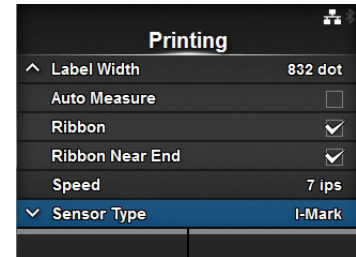 Printing
Label Width 832 dot
Auto Measure
Ribbon
Ribbon Near End
Speed 7 ips
Sensor Type I-Mark